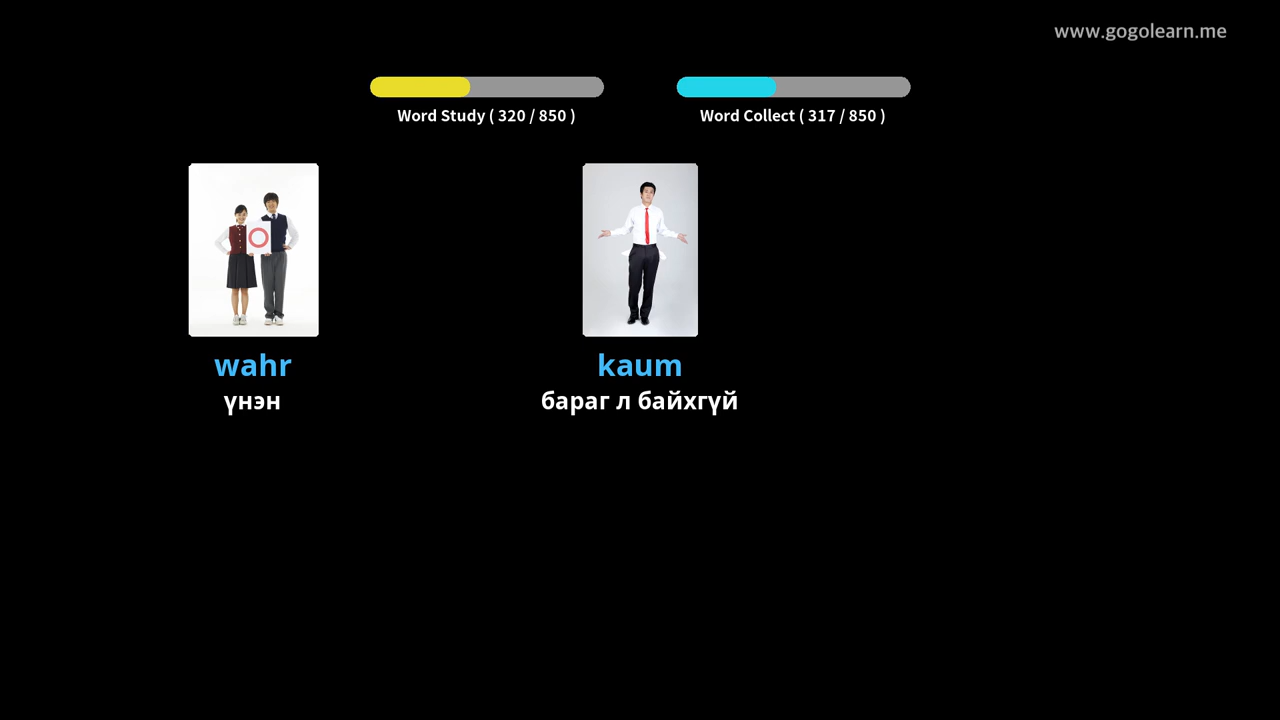 www.gogolearn.me
Word Study ( 320 / 850 )
Word Collect ( 317 / 850 )
wahr
үнэн
kaum
бараг л байхгүй